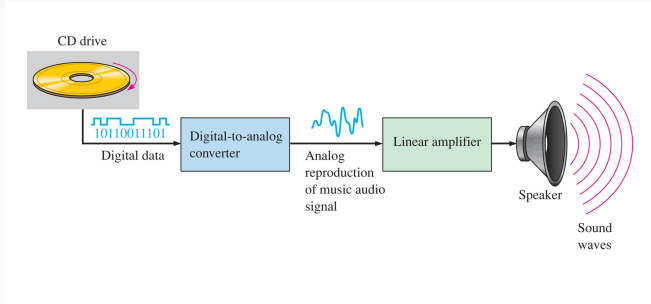 CD drive
10110011101
Digital data
Digital-to-analog
converter
Analog
reproduction
of music audio
signal
Linear amplifier
Speaker
Sound
waves